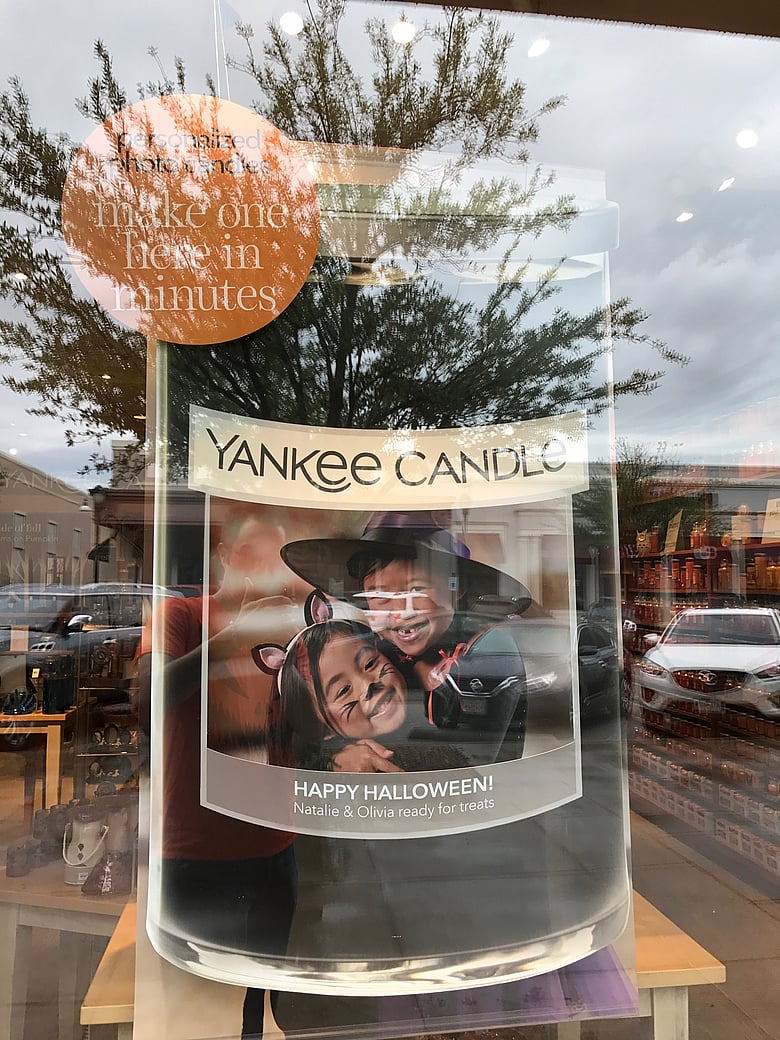 personalized
photo candles
make one
here in
minutes
YANKEE CANDLE
HAPPY HALLOWEEN!
Natalie & Olivia ready for treats